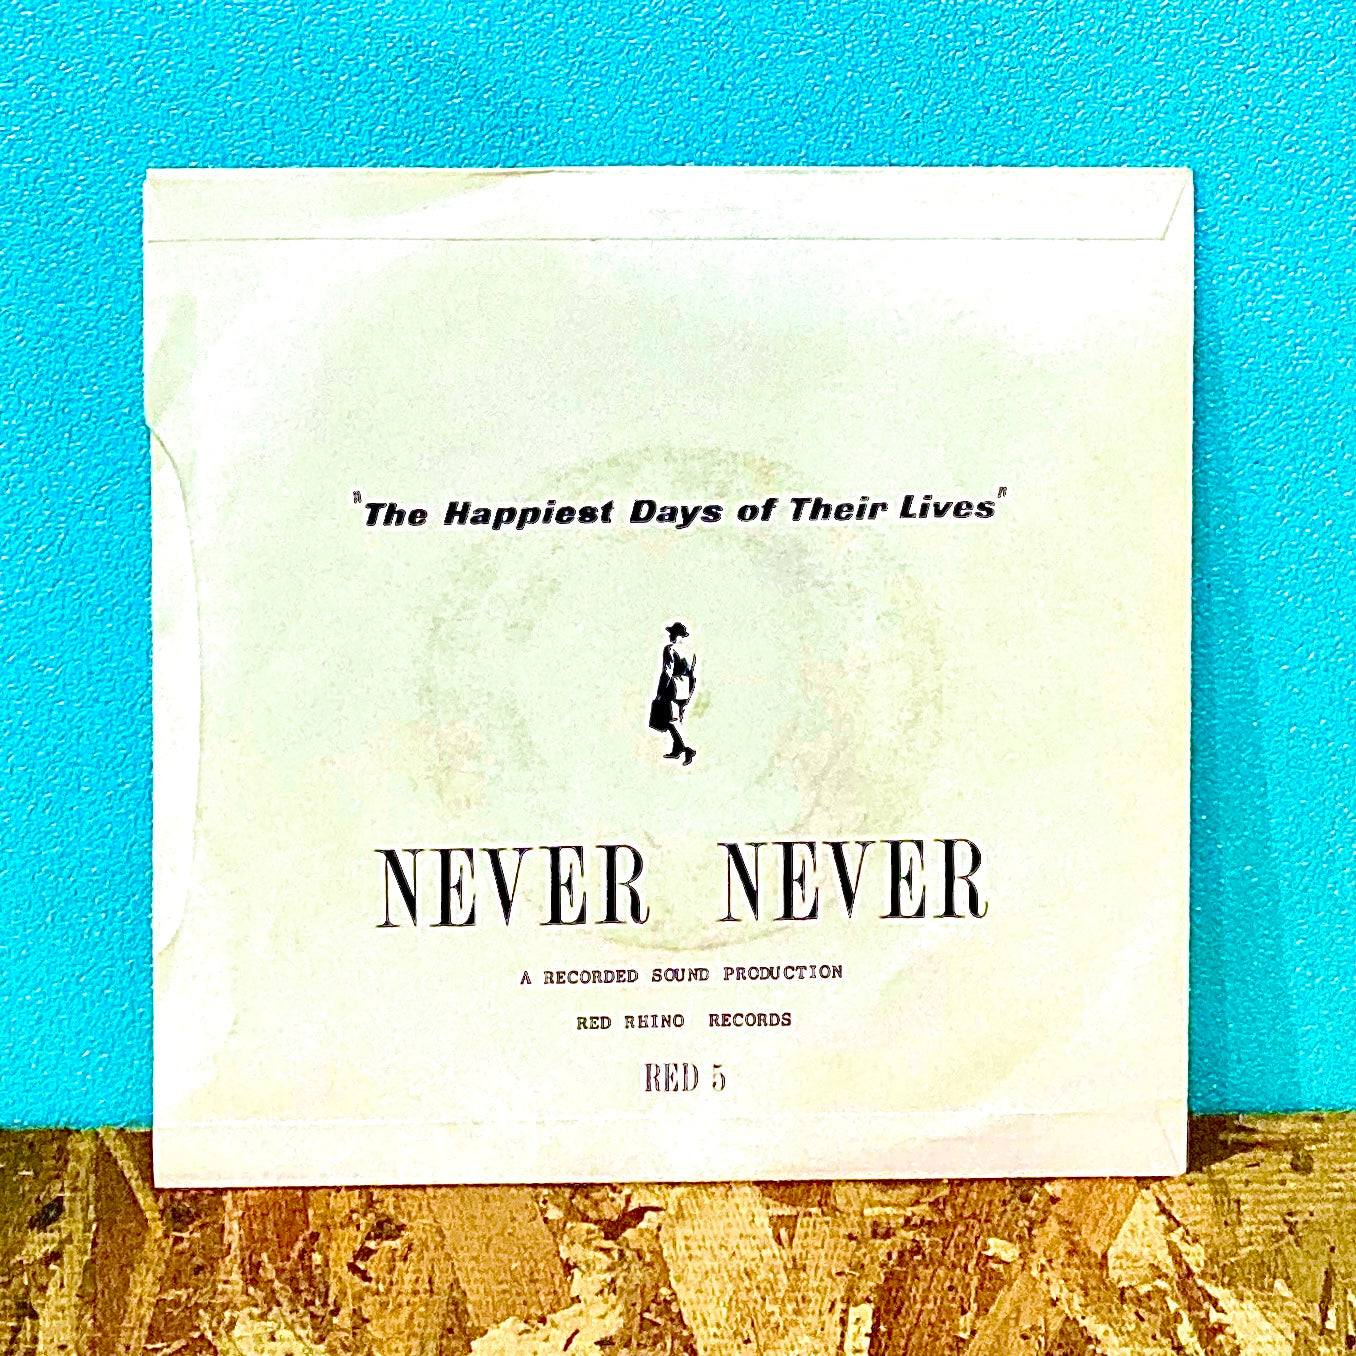 "The Happiest Days of Their Lives"
NEVER NEVER
A RECORDED SOUND PRODUCTION
RED RHINO RECORDS
RED 5